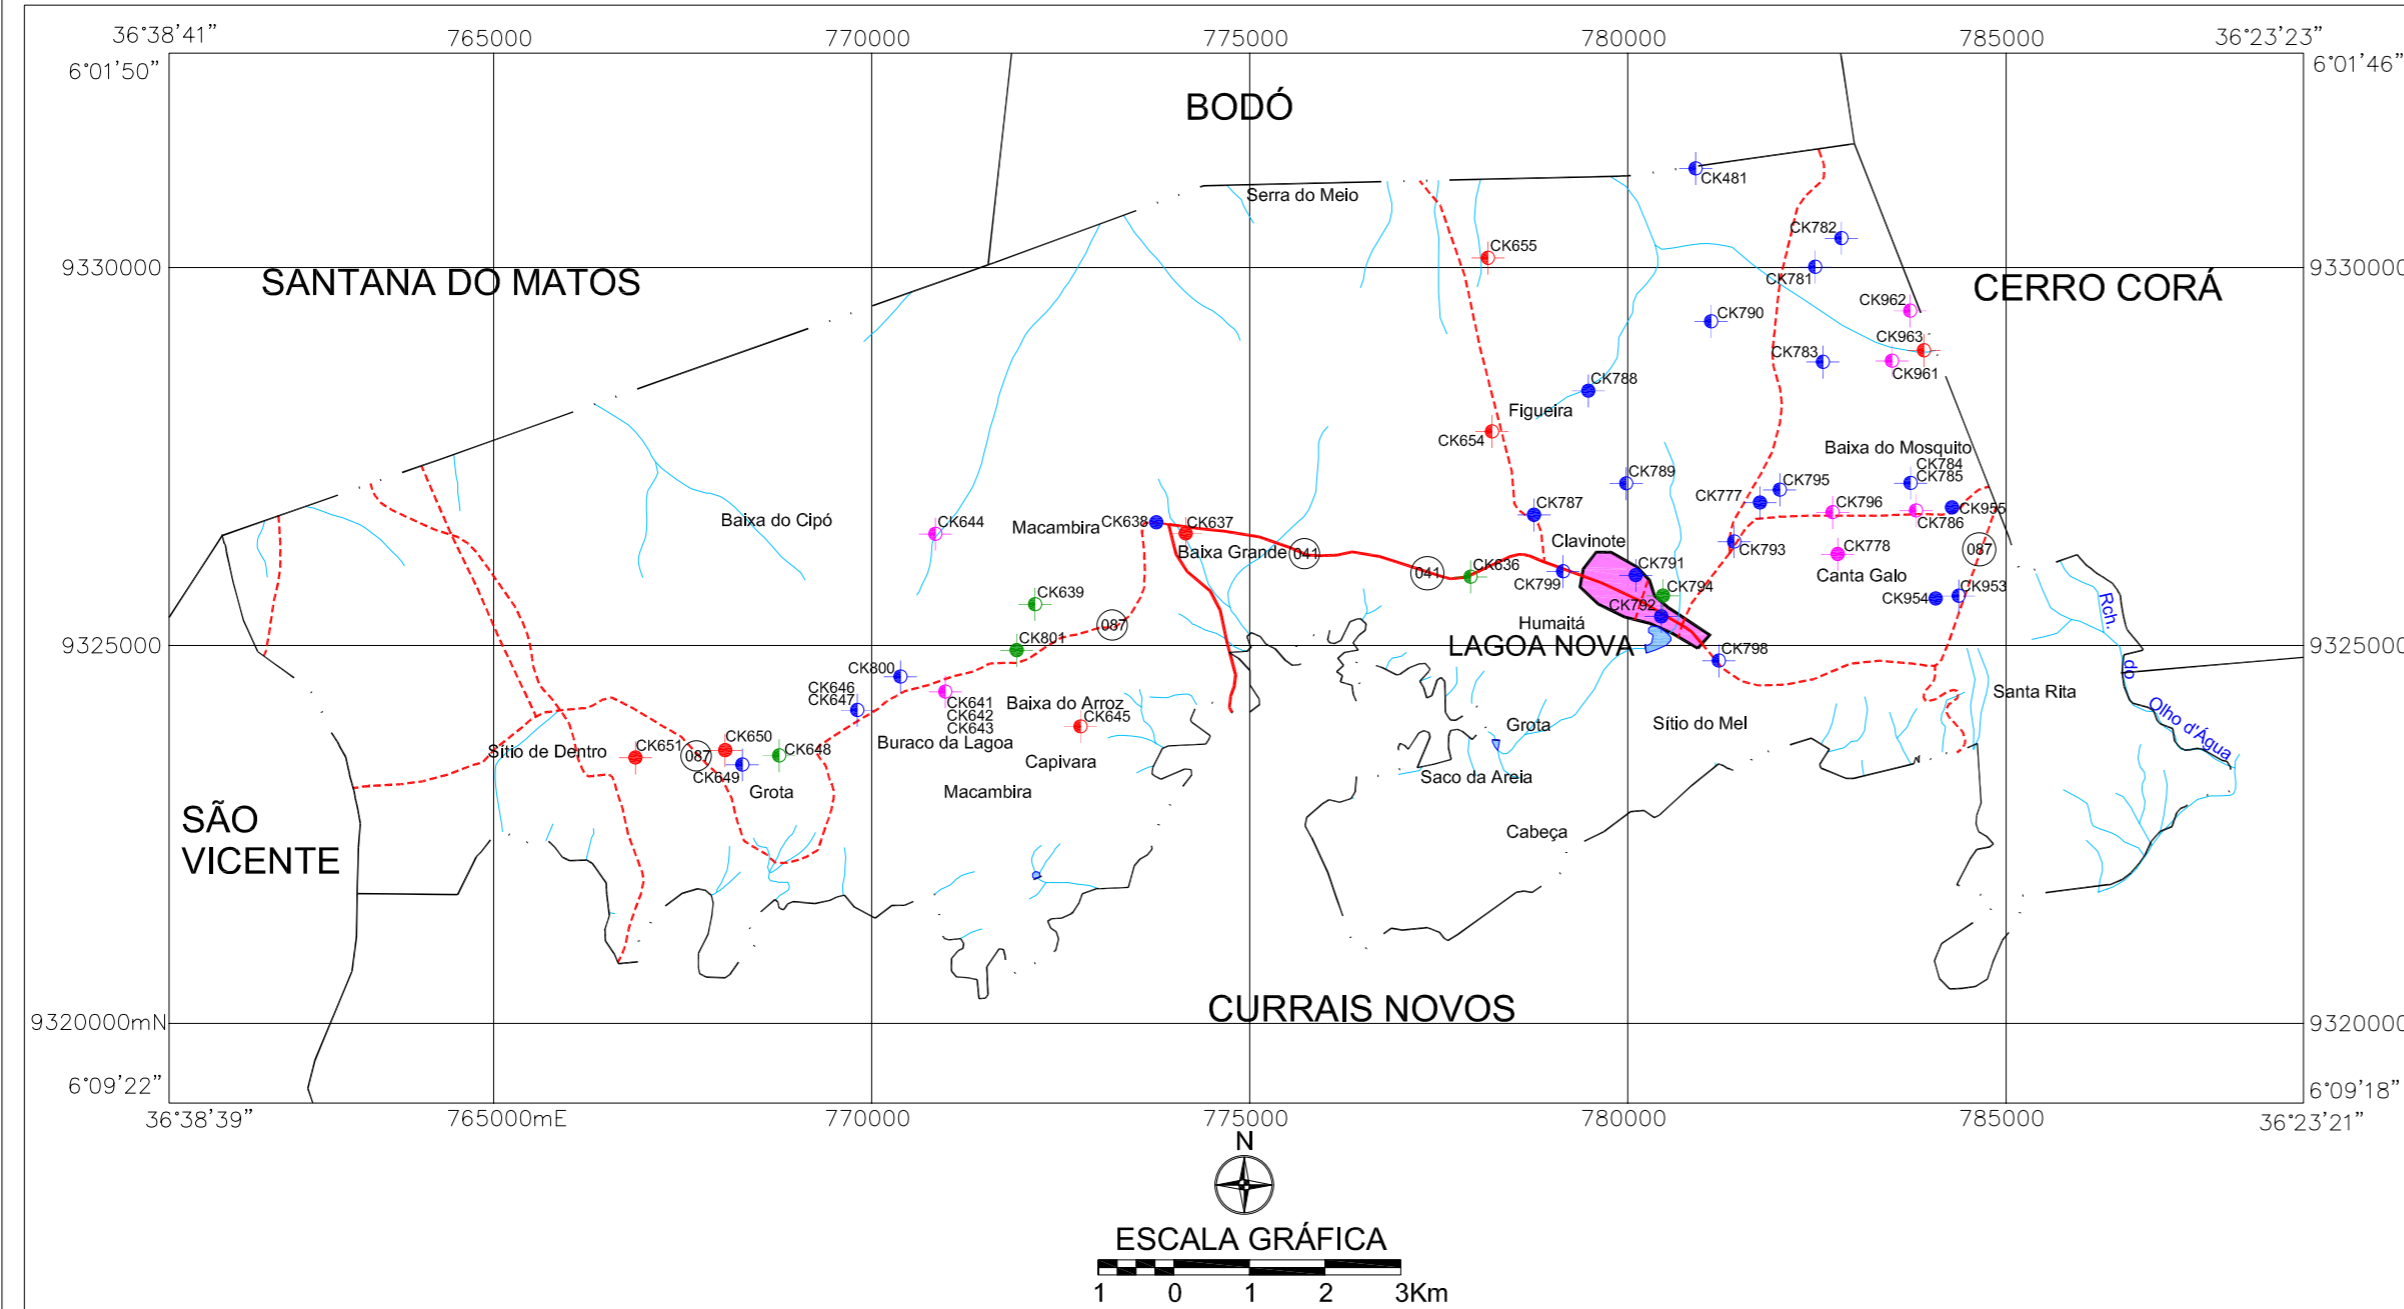 36°38'41"
765000
770000
775000
780000
785000
36°23'23"
6°01'50"
6°01'46"
BODÓ
CK481
Serra do Meio
CK782
CK655
9330000
SANTANA DO MATOS
CK781
CERRO CORÁ
CK962
CK790
CK963
CK783
CK961
CK788
Figueira
CK654
Baixa do Mosquito
CK784
CK785
CK789
CK795
CK777
CK796
CK955
CK786
CK787
Baixa do Cipó
CK644
Macambira
CK638
CK637
Baixa Grande
041
041
Clavinote
CK793
087
CK778
CK636
CK799
CK791
Canta Galo
CK794
CK953
CK954
CK639
CK792
Rch.
do
Olho d'Água
087
Humaitá
9325000
9325000
LAGOA NOVA
CK801
CK798
CK800
CK646
CK647
CK641
CK642
CK643
Baixa do Arroz
CK645
Santa Rita
Grota
Sítio do Mel
Buraco da Lagoa
Sítio de Dentro
CK651
CK650
087
CK648
CK649
Capivara
Saco da Areia
Grota
Macambira
SÃO
VICENTE
Cabeça
CURRAIS NOVOS
9320000mN
6°09'22"
6°09'18"
36°38'39"
765000mE
770000
775000
780000
785000
36°23'21"
N
ESCALA GRÁFICA
1 0 1 2 3Km